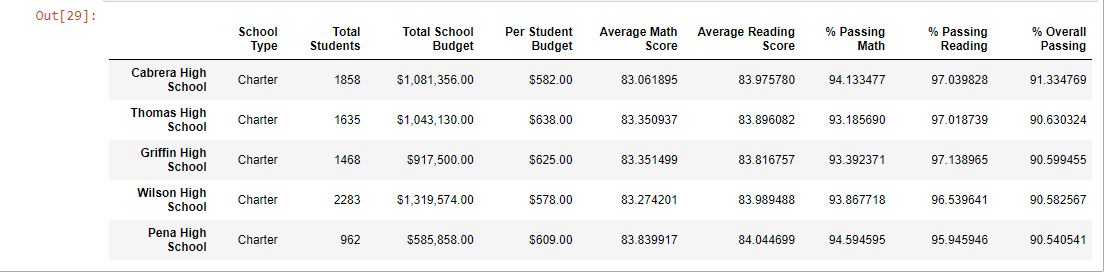 Out[29]:
School Type Total Students Total School Budget Per Student Budget Average Math Score Average Reading Score % Passing Math % Passing Reading % Overall Passing
Cabrera High School Charter 1858 $1,081,356.00 $582.00 83.061895 83.975780 94.133477 97.039828 91.334769
Thomas High School Charter 1635 $1,043,130.00 $638.00 83.350937 83.896082 93.185690 97.018739 90.630324
Griffin High School Charter 1468 $917,500.00 $625.00 83.351499 83.816757 93.392371 97.138965 90.599455
Wilson High School Charter 2283 $1,319,574.00 $578.00 83.274201 83.989488 93.867718 96.539641 90.582567
Pena High School Charter 962 $585,858.00 $609.00 83.839917 84.044699 94.594595 95.945946 90.540541